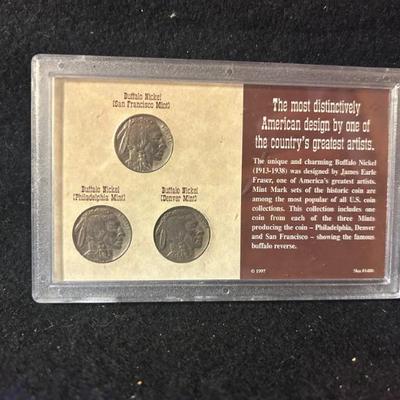 Buffalo Nickel
(San Francisco Mint)
Buffalo Nickel
(Philadelphia Mint)
Buffalo Nickel
(Denver Mint)
The most distinctively
American design by one of
the country's greatest artists.
The unique and charming Buffalo Nickel
(1913-1938) was designed by James Earle
Fraser, one of America's greatest artists.
Mint Mark sets of the historic coin are
among the most popular of all U.S. coin
collections. This collection includes one
coin from each of the three Mints
producing the coin – Philadelphia, Denver
and San Francisco – showing the famous
buffalo reverse.
© 1997